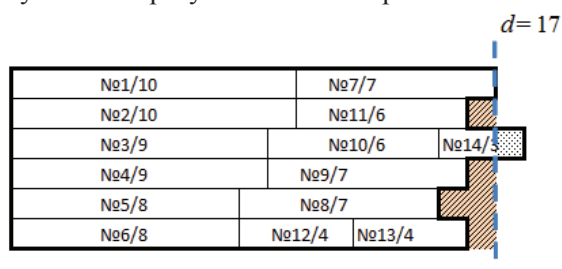 d= 17
№1/10 №7/7
№2/10 №11/6
№3/9 №10/6 №14/3
№4/9 №9/7
№5/8 №8/7
№6/8 №12/4 №13/4